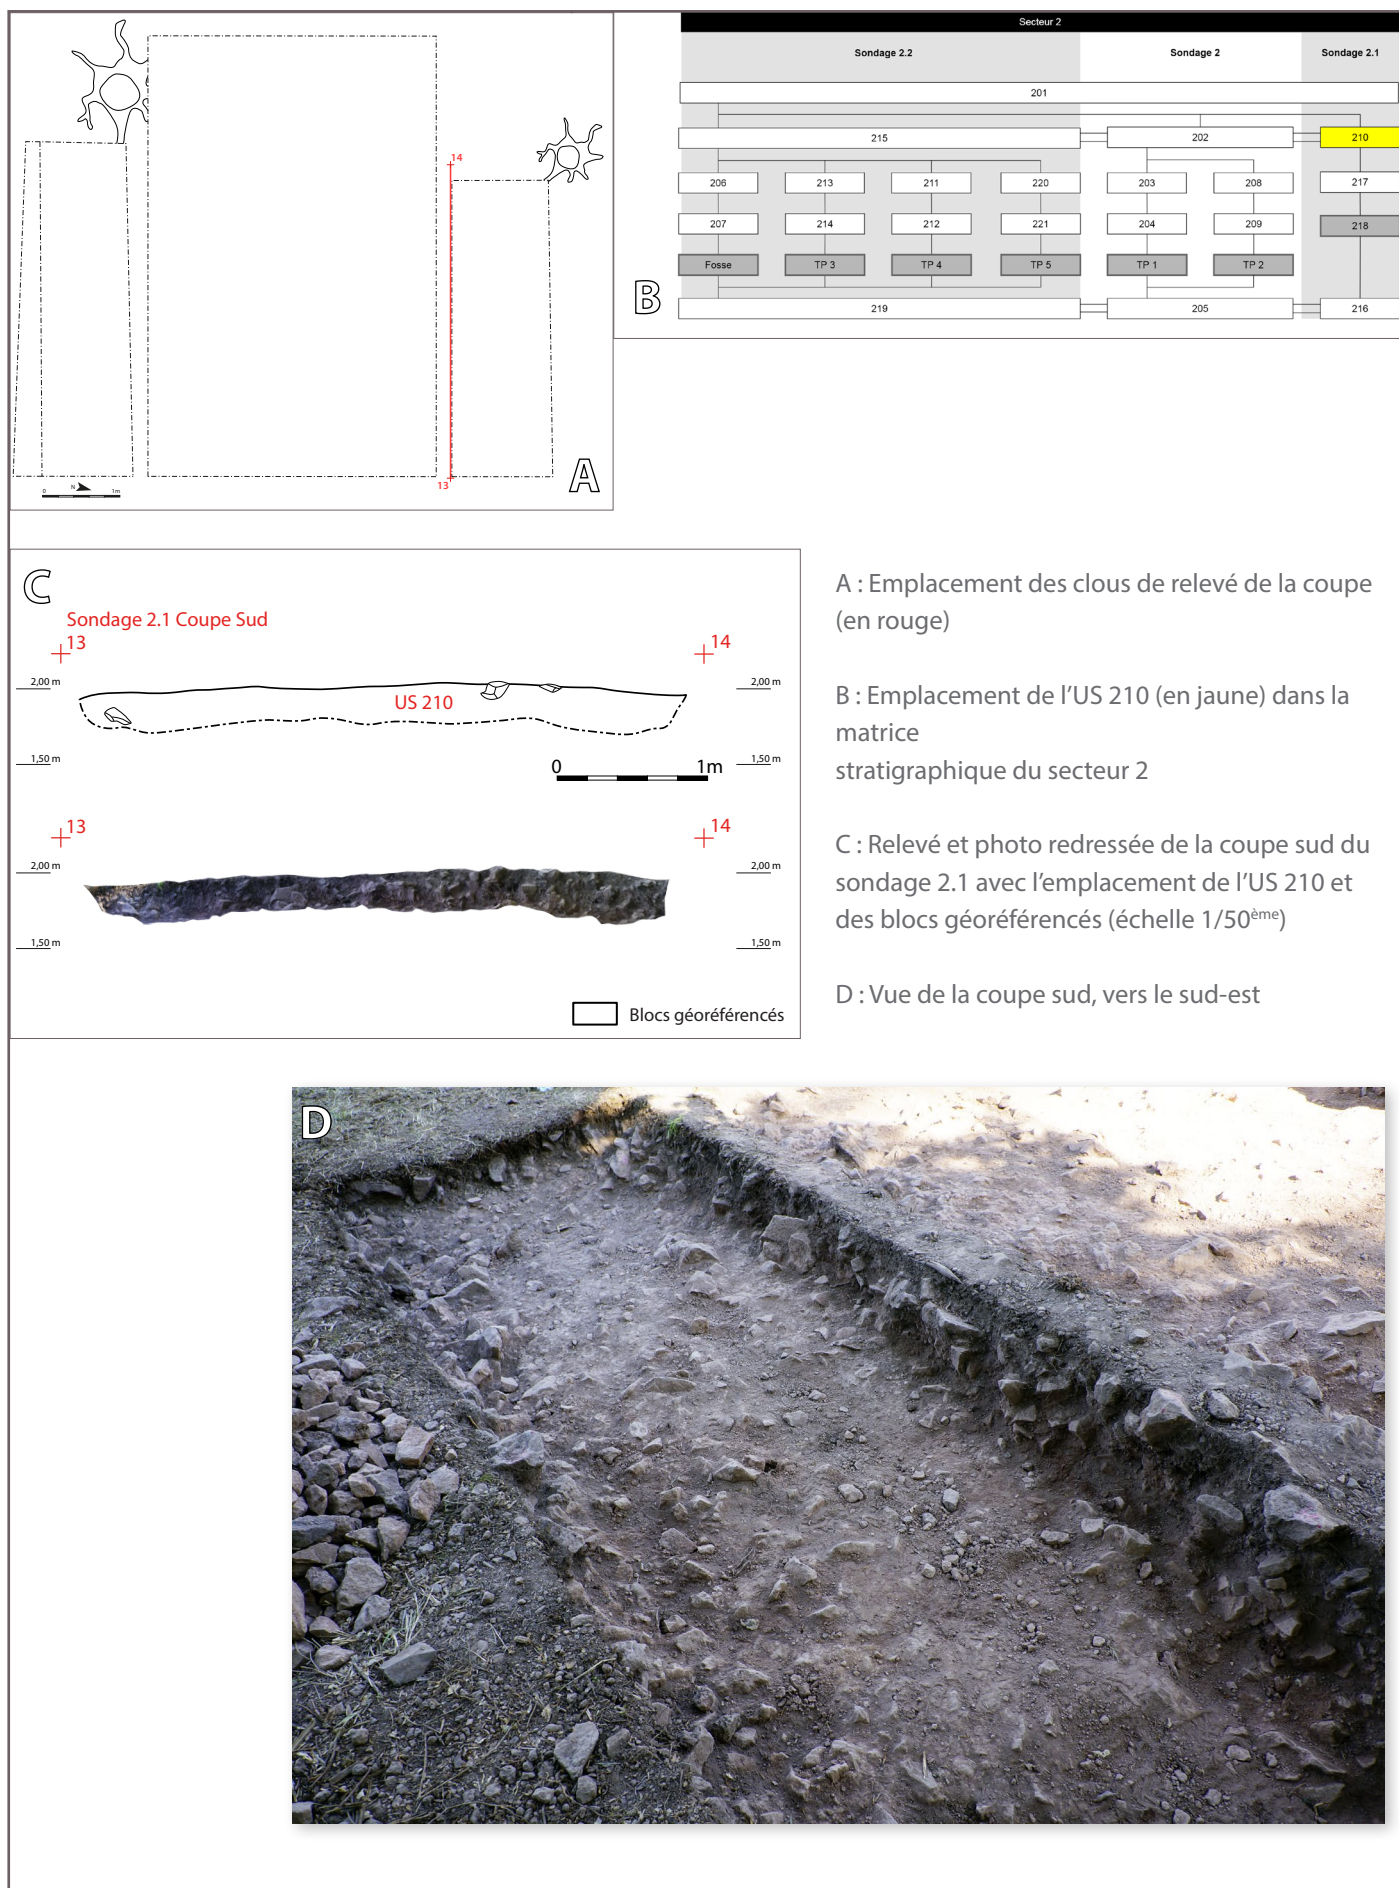 14
13
N
0 1m
A
Secteur 2
Sondage 2.2 Sondage 2 Sondage 2.1
201
215 202 210
206 213 211 220 203 208 217
207 214 212 221 204 209 218
Fosse TP 3 TP 4 TP 5 TP 1 TP 2
219 205 216
B
C
Sondage 2.1 Coupe Sud
13 14
2,00 m 2,00 m
US 210
1,50 m 1,50 m
0 1m
13 14
2,00 m 2,00 m
1,50 m 1,50 m
Blocs géoréférencés
A : Emplacement des clous de relevé de la coupe
(en rouge)
B : Emplacement de l’US 210 (en jaune) dans la
matrice
stratigraphique du secteur 2
C : Relevé et photo redressée de la coupe sud du
sondage 2.1 avec l’emplacement de l’US 210 et
des blocs géoréférencés (échelle 1/50ème)
D : Vue de la coupe sud, vers le sud-est
D